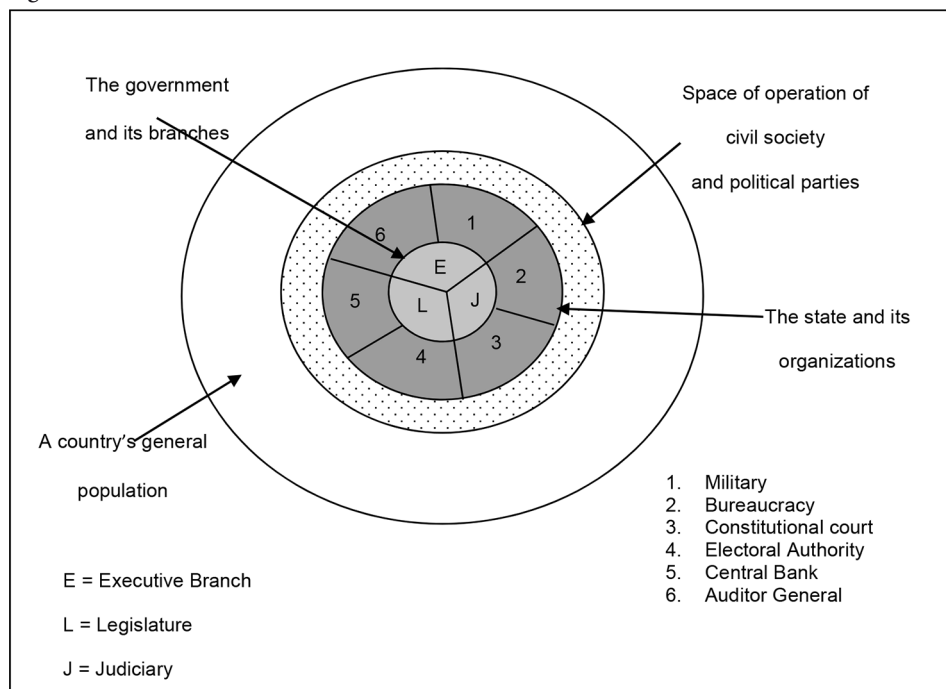 The government
and its branches
Space of operation of
civil society
and political parties
6
1
E
2
5
L
J
3
4
The state and its
organizations
A country's general
population
1. Military
2. Bureaucracy
3. Constitutional court
4. Electoral Authority
5. Central Bank
6. Auditor General
E = Executive Branch
L = Legislature
J = Judiciary